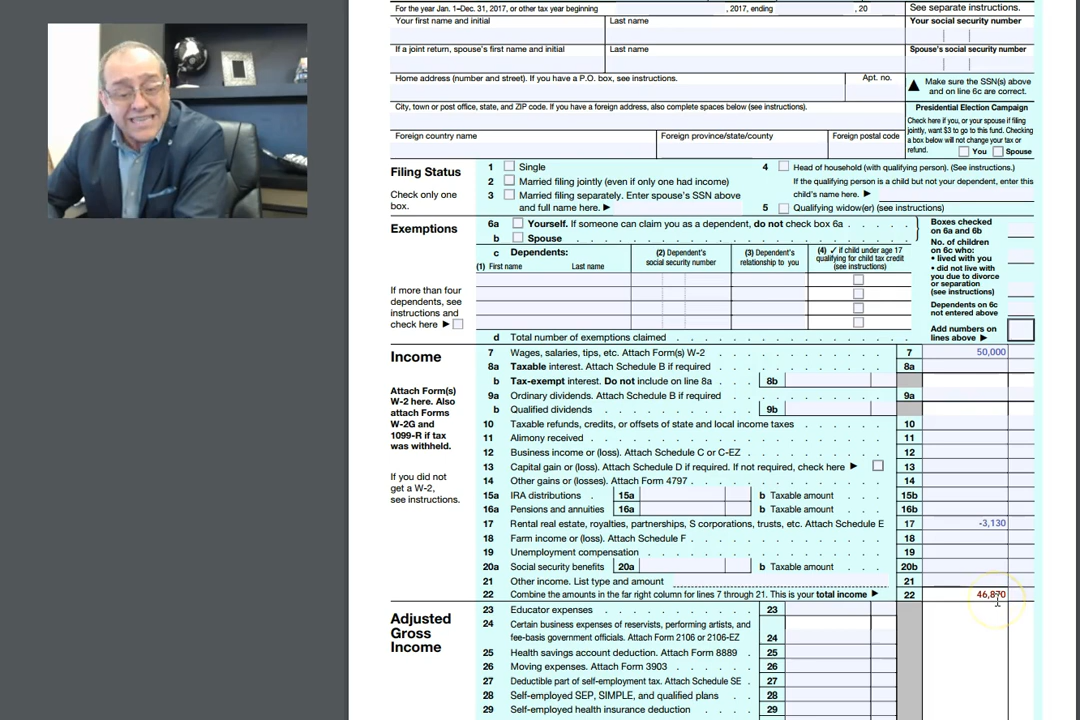 For the year Jan. 1–Dec. 31, 2017, or other tax year beginning , 2017, ending , 20 See separate instructions.
Your first name and initial Last name Your social security number
If a joint return, spouse's first name and initial Last name Spouse's social security number
Home address (number and street). If you have a P.O. box, see instructions. Apt. no. ▲ Make sure the SSN(s) above
and on line 6c are correct.
City, town or post office, state, and ZIP code. If you have a foreign address, also complete spaces below (see instructions). Presidential Election Campaign
Check here if you, or your spouse if filing
jointly, want $3 to go to this fund. Checking
a box below will not change your tax or
refund. You Spouse
Foreign country name Foreign province/state/county Foreign postal code
Filing Status
Check only one
box.
1 Single
2 Married filing jointly (even if only one had income)
3 Married filing separately. Enter spouse's SSN above
and full name here. ▶
4 Head of household (with qualifying person). (See instructions.)
If the qualifying person is a child but not your dependent, enter this
child's name here. ▶
5 Qualifying widow(er) (see instructions)
Exemptions
6a Yourself. If someone can claim you as a dependent, do not check box 6a . . . . .
b Spouse . . . . . . . . . . . . . . . . . . . . . . .
c Dependents:
(1) First name Last name
(2) Dependent's
social security number
(3) Dependent's
relationship to you
(4) ✓ if child under age 17
qualifying for child tax credit
(see instructions)
If more than four
dependents, see
instructions and
check here ▶
d Total number of exemptions claimed . . . . . . . . . . . . . . . . .
Boxes checked
on 6a and 6b
No. of children
on 6c who:
• lived with you
• did not live with
you due to divorce
or separation
(see instructions)
Dependents on 6c
not entered above
Add numbers on
lines above ▶
Income
Attach Form(s)
W-2 here. Also
attach Forms
W-2G and
1099-R if tax
was withheld.
If you did not
get a W-2,
see instructions.
7 Wages, salaries, tips, etc. Attach Form(s) W-2 . . . . . . . . . . . . 7 50,000
8a Taxable interest. Attach Schedule B if required . . . . . . . . . . . . 8a
b Tax-exempt interest. Do not include on line 8a . . . 8b
9a Ordinary dividends. Attach Schedule B if required . . . . . . . . . . . 9a
b Qualified dividends . . . . . . . . . . . 9b
10 Taxable refunds, credits, or offsets of state and local income taxes . . . . . . 10
11 Alimony received . . . . . . . . . . . . . . . . . . . . . 11
12 Business income or (loss). Attach Schedule C or C-EZ . . . . . . . . . . 12
13 Capital gain or (loss). Attach Schedule D if required. If not required, check here ▶ 13
14 Other gains or (losses). Attach Form 4797 . . . . . . . . . . . . . . 14
15a IRA distributions . 15a b Taxable amount . . . 15b
16a Pensions and annuities 16a b Taxable amount . . . 16b
17 Rental real estate, royalties, partnerships, S corporations, trusts, etc. Attach Schedule E 17 -3,130
18 Farm income or (loss). Attach Schedule F . . . . . . . . . . . . . . 18
19 Unemployment compensation . . . . . . . . . . . . . . . . . 19
20a Social security benefits 20a b Taxable amount . . . 20b
21 Other income. List type and amount 21
22 Combine the amounts in the far right column for lines 7 through 21. This is your total income ▶ 22 46,870
Adjusted
Gross
Income
23 Educator expenses . . . . . . . . . . 23
24 Certain business expenses of reservists, performing artists, and
fee-basis government officials. Attach Form 2106 or 2106-EZ 24
25 Health savings account deduction. Attach Form 8889 . 25
26 Moving expenses. Attach Form 3903 . . . . . . 26
27 Deductible part of self-employment tax. Attach Schedule SE . 27
28 Self-employed SEP, SIMPLE, and qualified plans . . 28
29 Self-employed health insurance deduction . . . . 29